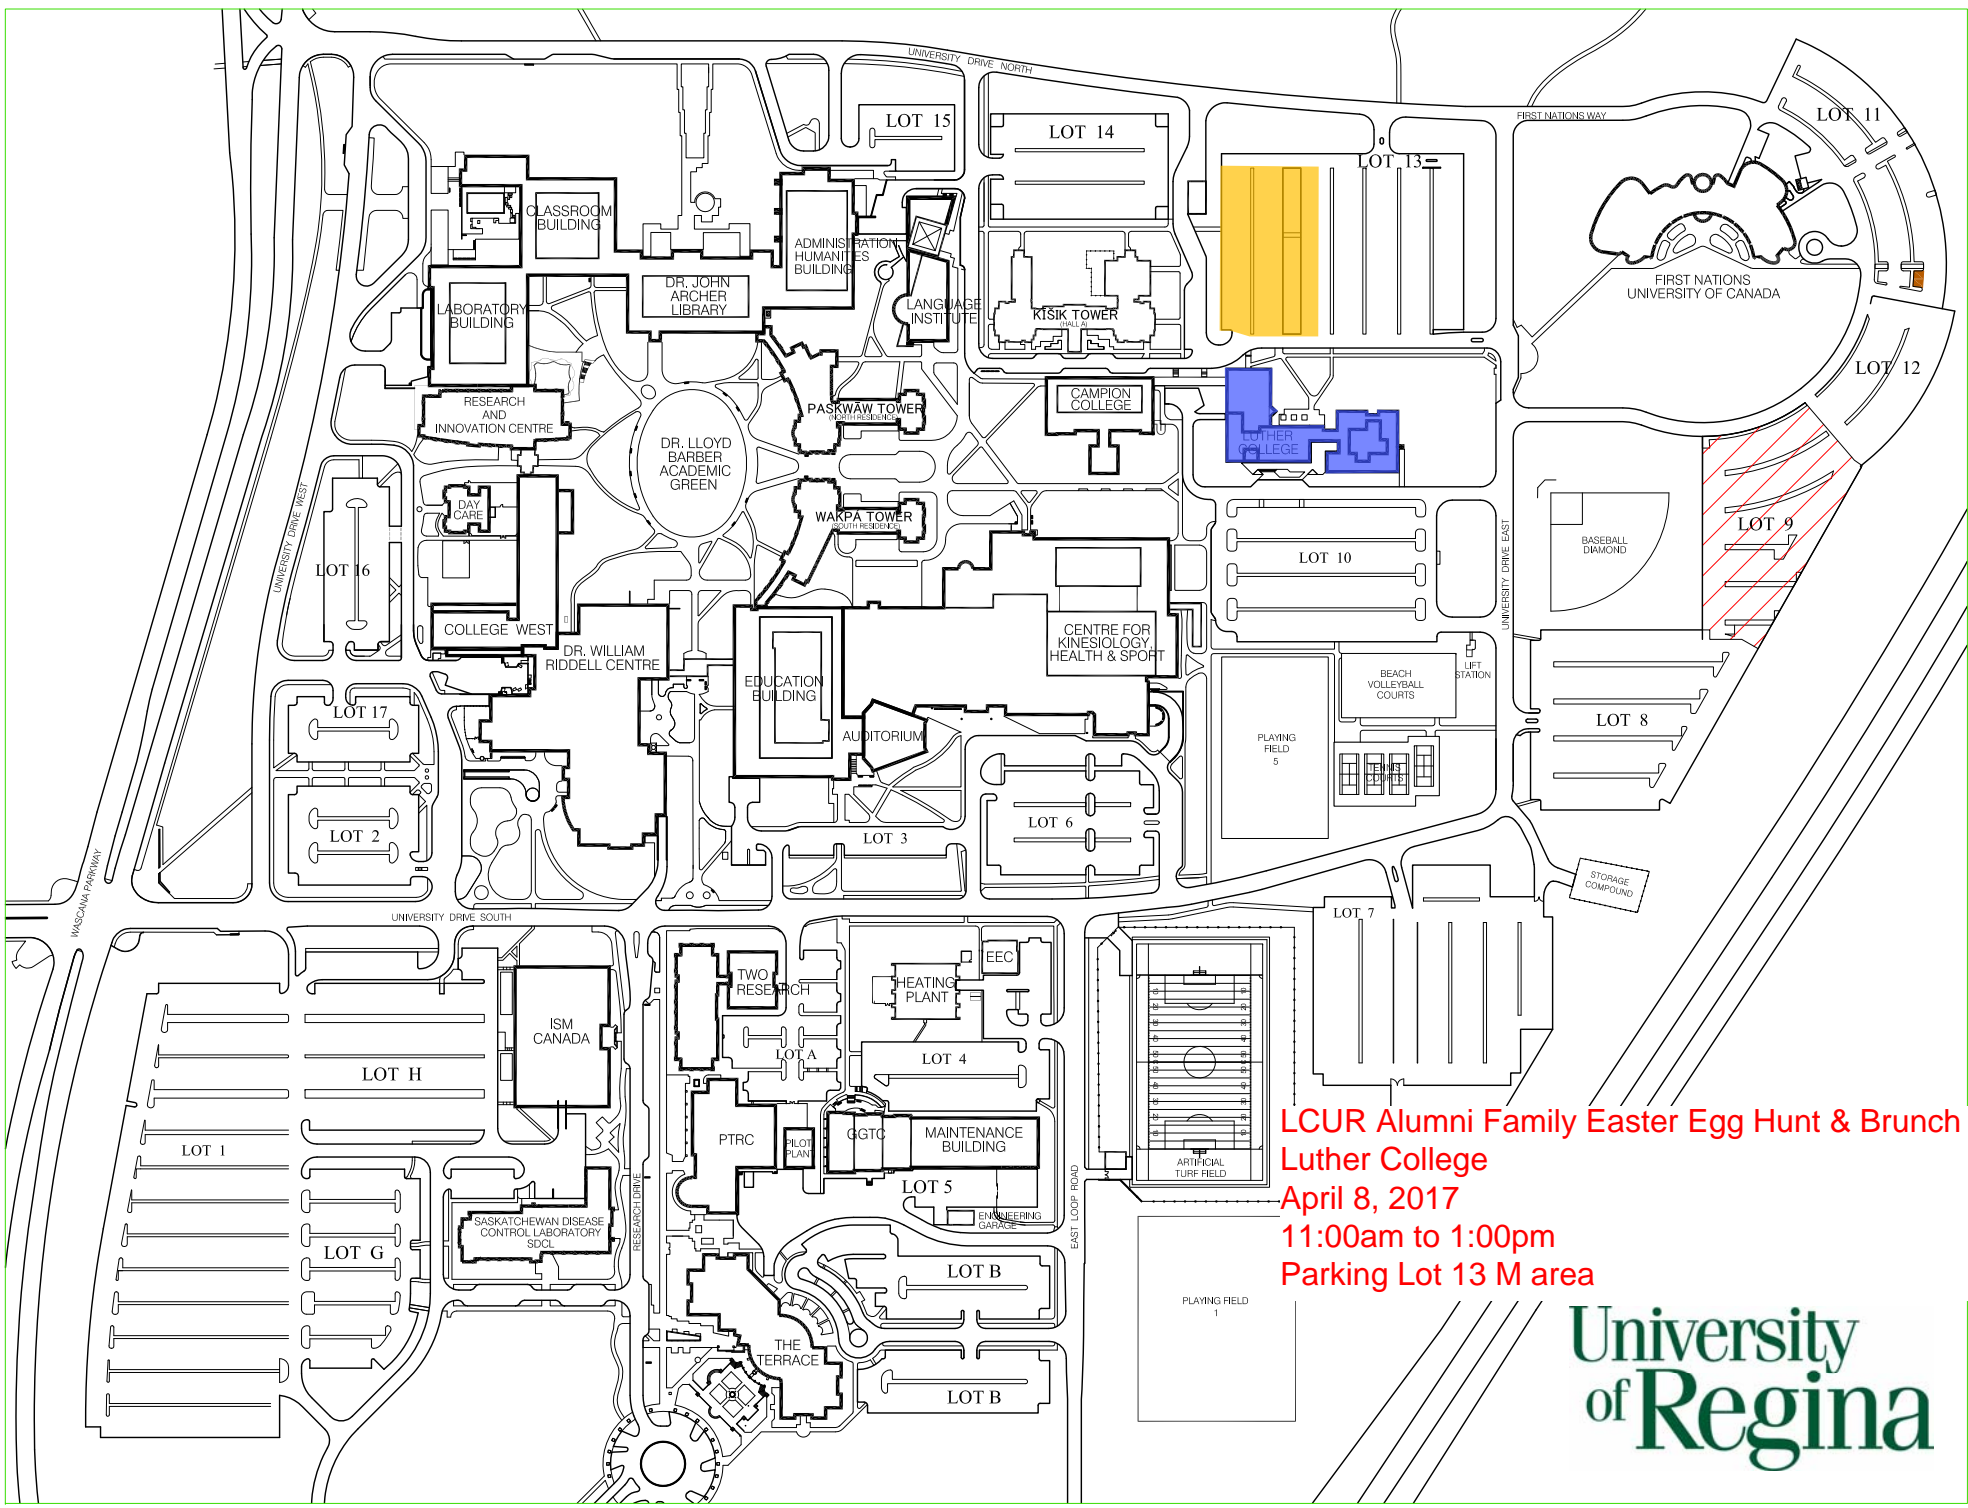 UNIVERSITY DRIVE NORTH
FIRST NATIONS WAY
LOT 11
LOT 15
LOT 14
LOT 13
CLASSROOM
BUILDING
ADMINISTRATION
HUMANITIES
BUILDING
DR. JOHN
ARCHER
LIBRARY
LABORATORY
BUILDING
LANGUAGE
INSTITUTE
KĪŠIK TOWER
(HALL A)
FIRST NATIONS
UNIVERSITY OF CANADA
LOT 12
RESEARCH
AND
INNOVATION CENTRE
PASKWĀW TOWER
(NORTH RESIDENCE)
CAMPION
COLLEGE
LUTHER
COLLEGE
DR. LLOYD
BARBER
ACADEMIC
GREEN
DAY
CARE
WAKPÁ TOWER
(SOUTH RESIDENCE)
UNIVERSITY DRIVE WEST
LOT 16
LOT 10
UNIVERSITY DRIVE EAST
BASEBALL
DIAMOND
LOT 9
COLLEGE WEST
DR. WILLIAM
RIDDELL CENTRE
CENTRE FOR
KINESIOLOGY,
HEALTH & SPORT
EDUCATION
BUILDING
BEACH
VOLLEYBALL
COURTS
LIFT
STATION
LOT 17
AUDITORIUM
PLAYING
FIELD
5
LOT 8
TENNIS
COURTS
LOT 2
LOT 3
LOT 6
STORAGE
COMPOUND
WASCANA PARKWAY
UNIVERSITY DRIVE SOUTH
LOT 7
TWO
RESEARCH
HEATING
PLANT
EEC
ISM
CANADA
LOT A
LOT 4
LOT H
PTRC
PILOT
PLANT
GGTC
MAINTENANCE
BUILDING
LOT 1
ARTIFICIAL
TURF FIELD
LOT 5
ENGINEERING
GARAGE
EAST LOOP ROAD
RESEARCH DRIVE
SASKATCHEWAN DISEASE
CONTROL LABORATORY
SDCL
LOT G
LOT B
THE
TERRACE
LOT B
PLAYING FIELD
1
LCUR Alumni Family Easter Egg Hunt & Brunch
Luther College
April 8, 2017
11:00am to 1:00pm
Parking Lot 13 M area
University
of Regina